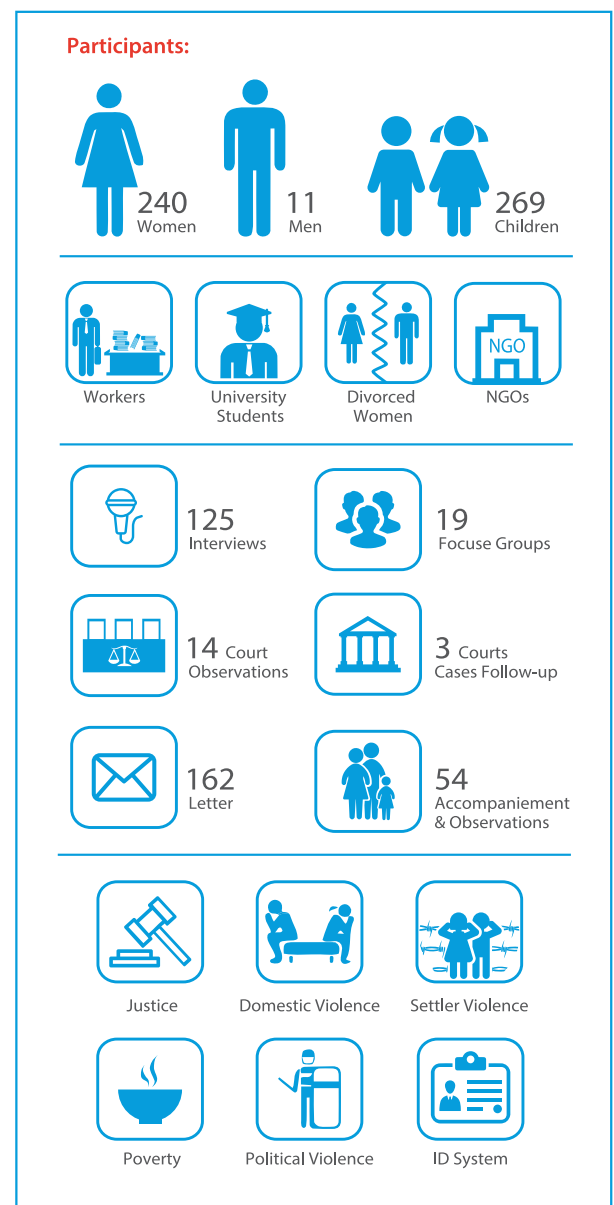 Participants:
240
Women
11
Men
269
Children
Workers
University
Students
Divorced
Women
NGO
NGOs
125
Interviews
19
Focuse Groups
14 Court
Observations
3 Courts
Cases Follow-up
162
Letter
54
Accompaniement
& Observations
Justice
Domestic Violence
Settler Violence
Poverty
Political Violence
ID System